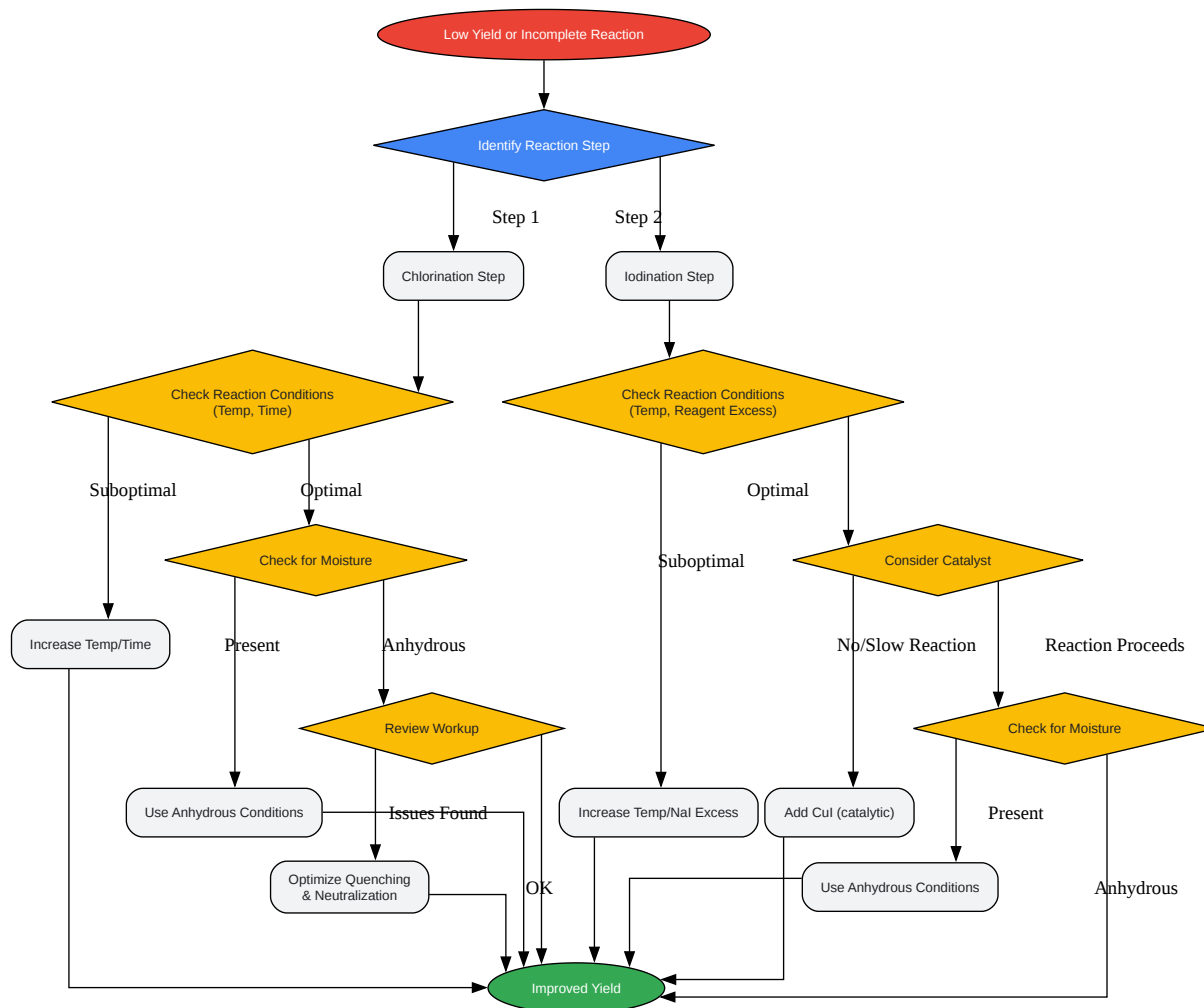 Low Yield or Incomplete Reaction
Identify Reaction Step
Step 1
Step 2
Chlorination Step
Iodination Step
Check Reaction Conditions
(Temp, Time)
Check Reaction Conditions
(Temp, Reagent Excess)
Suboptimal
Optimal
Optimal
Check for Moisture
Suboptimal
Consider Catalyst
Increase Temp/Time
Present
Anhydrous
No/Slow Reaction
Reaction Proceeds
Review Workup
Check for Moisture
Use Anhydrous Conditions
Issues Found
Increase Temp/NaI Excess
Add CuI (catalytic)
Present
Optimize Quenching
& Neutralization
OK
Use Anhydrous Conditions
Anhydrous
Improved Yield